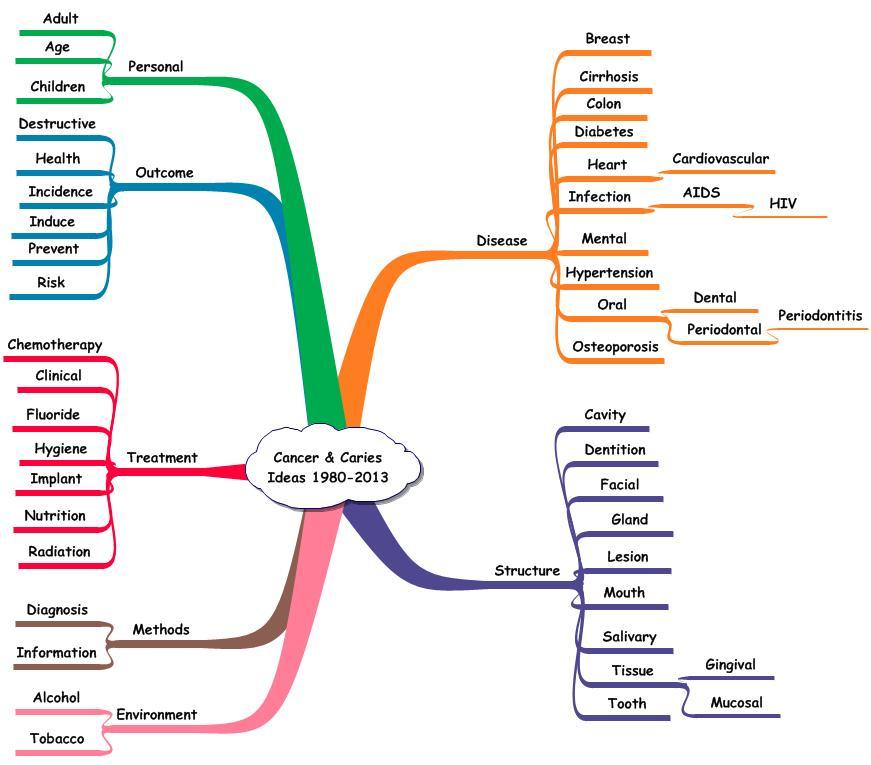 Adult
Age
Children
Personal
Destructive
Health
Incidence
Induce
Prevent
Risk
Outcome
Chemotherapy
Clinical
Fluoride
Hygiene
Implant
Nutrition
Radiation
Treatment
Diagnosis
Information
Methods
Alcohol
Tobacco
Environment
Cancer & Caries
Ideas 1980-2013
Disease
Breast
Cirrhosis
Colon
Diabetes
Heart
Cardiovascular
Infection
AIDS
HIV
Mental
Hypertension
Oral
Dental
Periodontal
Periodontitis
Osteoporosis
Structure
Cavity
Dentition
Facial
Gland
Lesion
Mouth
Salivary
Tissue
Gingival
Mucosal
Tooth